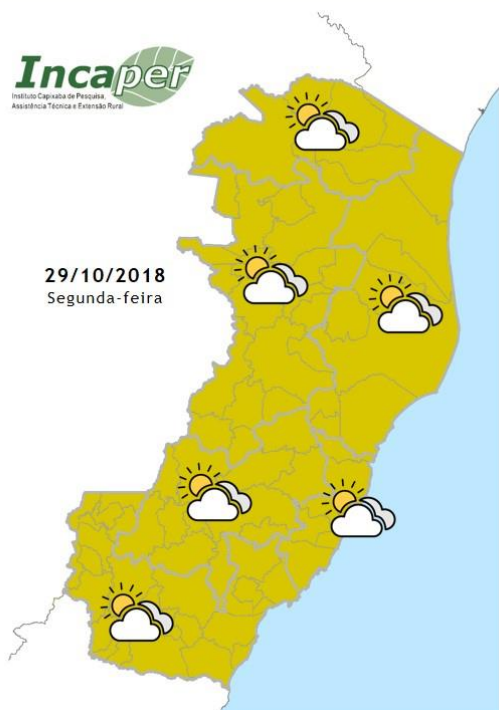 Incaper
Instituto Capixaba de Pesquisa,
Assistência Técnica e Extensão Rural
29/10/2018
Segunda-feira